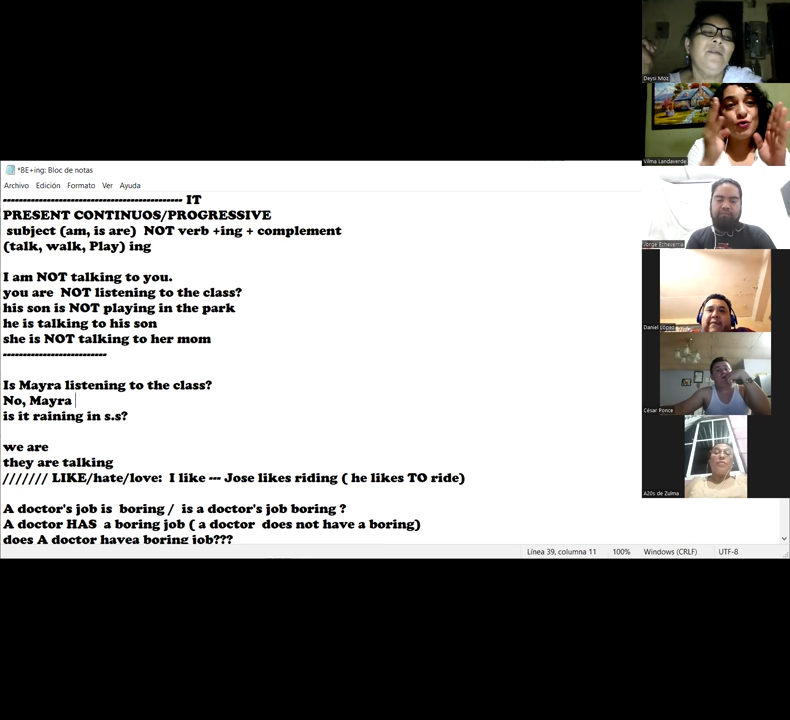 *BE+ing: Bloc de notas
Archivo Edición Formato Ver Ayuda
--------------------------------------------- IT
PRESENT CONTINUOS/PROGRESSIVE
subject (am, is are) NOT verb +ing + complement
(talk, walk, Play) ing
I am NOT talking to you.
you are NOT listening to the class?
his son is NOT playing in the park
he is talking to his son
she is NOT talking to her mom
--------------------------
Is Mayra listening to the class?
No, Mayra
is it raining in s.s?
we are
they are talking
/////// LIKE/hate/love: I like --- Jose likes riding ( he likes TO ride)
A doctor's job is boring / is a doctor's job boring ?
A doctor HAS a boring job ( a doctor does not have a boring)
does A doctor havea boring job???
Línea 39, columna 11 100% Windows (CRLF) UTF-8
Deysi Moz
Vilma Landaverde
Jorge Echeverria
Daniel López
César Ponce
A20s de Zulma